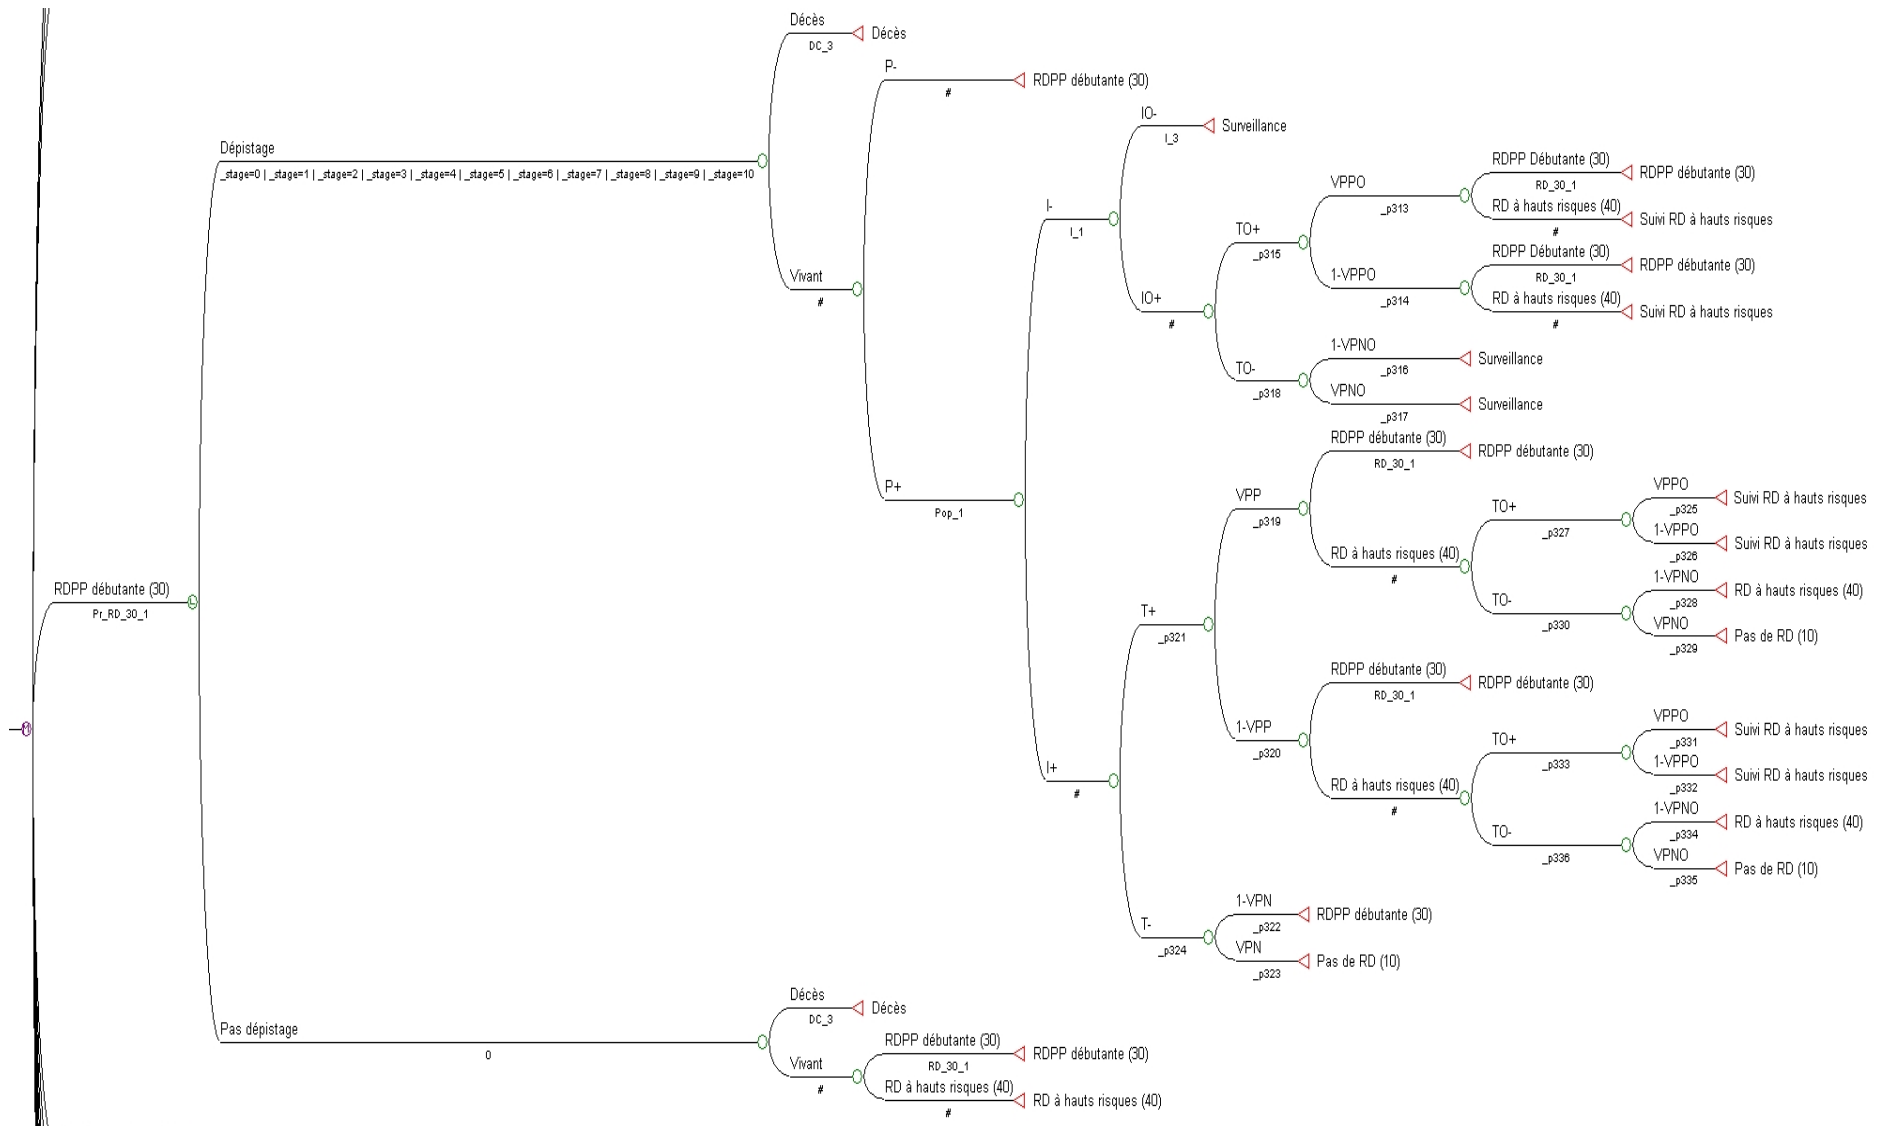 Décès
DC_3
Décès
P-
#
RDPP débutante (30)
IO-
I_3
Surveillance
Dépistage
_stage=0 | _stage=1 | _stage=2 | _stage=3 | _stage=4 | _stage=5 | _stage=6 | _stage=7 | _stage=8 | _stage=9 | _stage=10
RDPP Débutante (30)
RD_30_1
RDPP débutante (30)
VPPO
_p313
RD à hauts risques (40)
#
Suivi RD à hauts risques
I-
I_1
TO+
_p315
RDPP Débutante (30)
RD_30_1
RDPP débutante (30)
1-VPPO
_p314
RD à hauts risques (40)
#
Suivi RD à hauts risques
Vivant
#
IO+
#
1-VPNO
_p316
Surveillance
TO-
_p318
VPNO
_p317
Surveillance
RDPP débutante (30)
RD_30_1
RDPP débutante (30)
P+
Pop_1
VPP
_p319
VPPO
_p325
Suivi RD à hauts risques
TO+
_p327
1-VPPO
_p326
Suivi RD à hauts risques
RD à hauts risques (40)
#
1-VPNO
_p328
RD à hauts risques (40)
TO-
_p330
VPNO
_p329
Pas de RD (10)
RDPP débutante (30)
Pr_RD_30_1
T+
_p321
RDPP débutante (30)
RD_30_1
RDPP débutante (30)
1-VPP
_p320
VPPO
_p331
Suivi RD à hauts risques
TO+
_p333
1-VPPO
_p332
Suivi RD à hauts risques
M
I+
#
RD à hauts risques (40)
#
1-VPNO
_p334
RD à hauts risques (40)
TO-
_p336
VPNO
_p335
Pas de RD (10)
T-
_p324
1-VPN
_p322
RDPP débutante (30)
VPN
_p323
Pas de RD (10)
Décès
DC_3
Décès
Pas dépistage
0
RDPP débutante (30)
RD_30_1
RDPP débutante (30)
Vivant
#
RD à hauts risques (40)
#
RD à hauts risques (40)